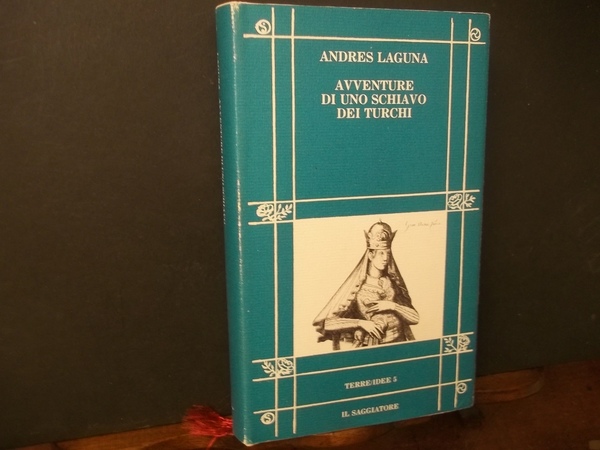 ANDRES LAGUNA
AVVENTURE
DI UNO SCHIAVO
DEI TURCHI
TERRE/IDEE 5
IL SAGGIATORE